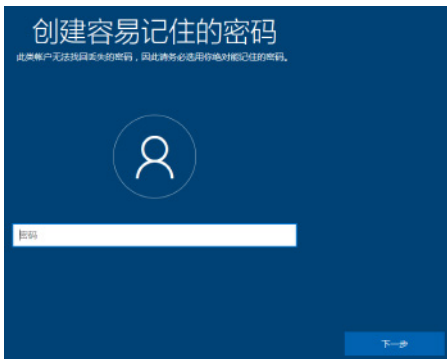 创建容易记住的密码
此类帐户无法找回丢失的密码，因此请务必选用你绝对能记住的密码。
密码
下一步